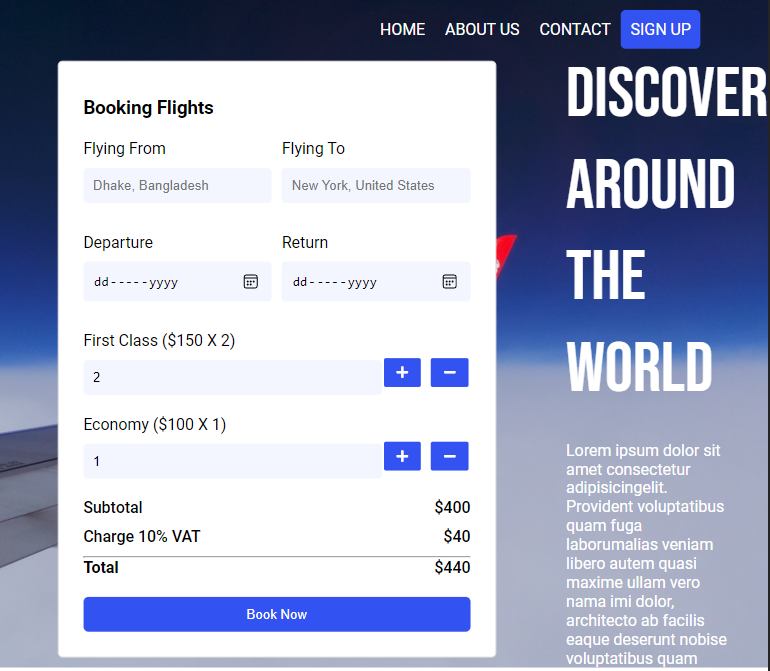 HOME ABOUT US CONTACT SIGN UP
Booking Flights
Flying From Flying To
Dhake, Bangladesh New York, United States
Departure Return
dd-----yyyy dd-----yyyy
First Class ($150 X 2)
2 + −
Economy ($100 X 1)
1 + −
Subtotal $400
Charge 10% VAT $40
Total $440
Book Now
DISCOVER
AROUND
THE
WORLD
Lorem ipsum dolor sit
amet consectetur
adipisicingelit.
Provident voluptatibus
quam fuga
laborumalias veniam
libero autem quasi
maxime ullam vero
nama imi dolor,
architecto ab facilis
eaque deserunt nobise
voluptatibus quam